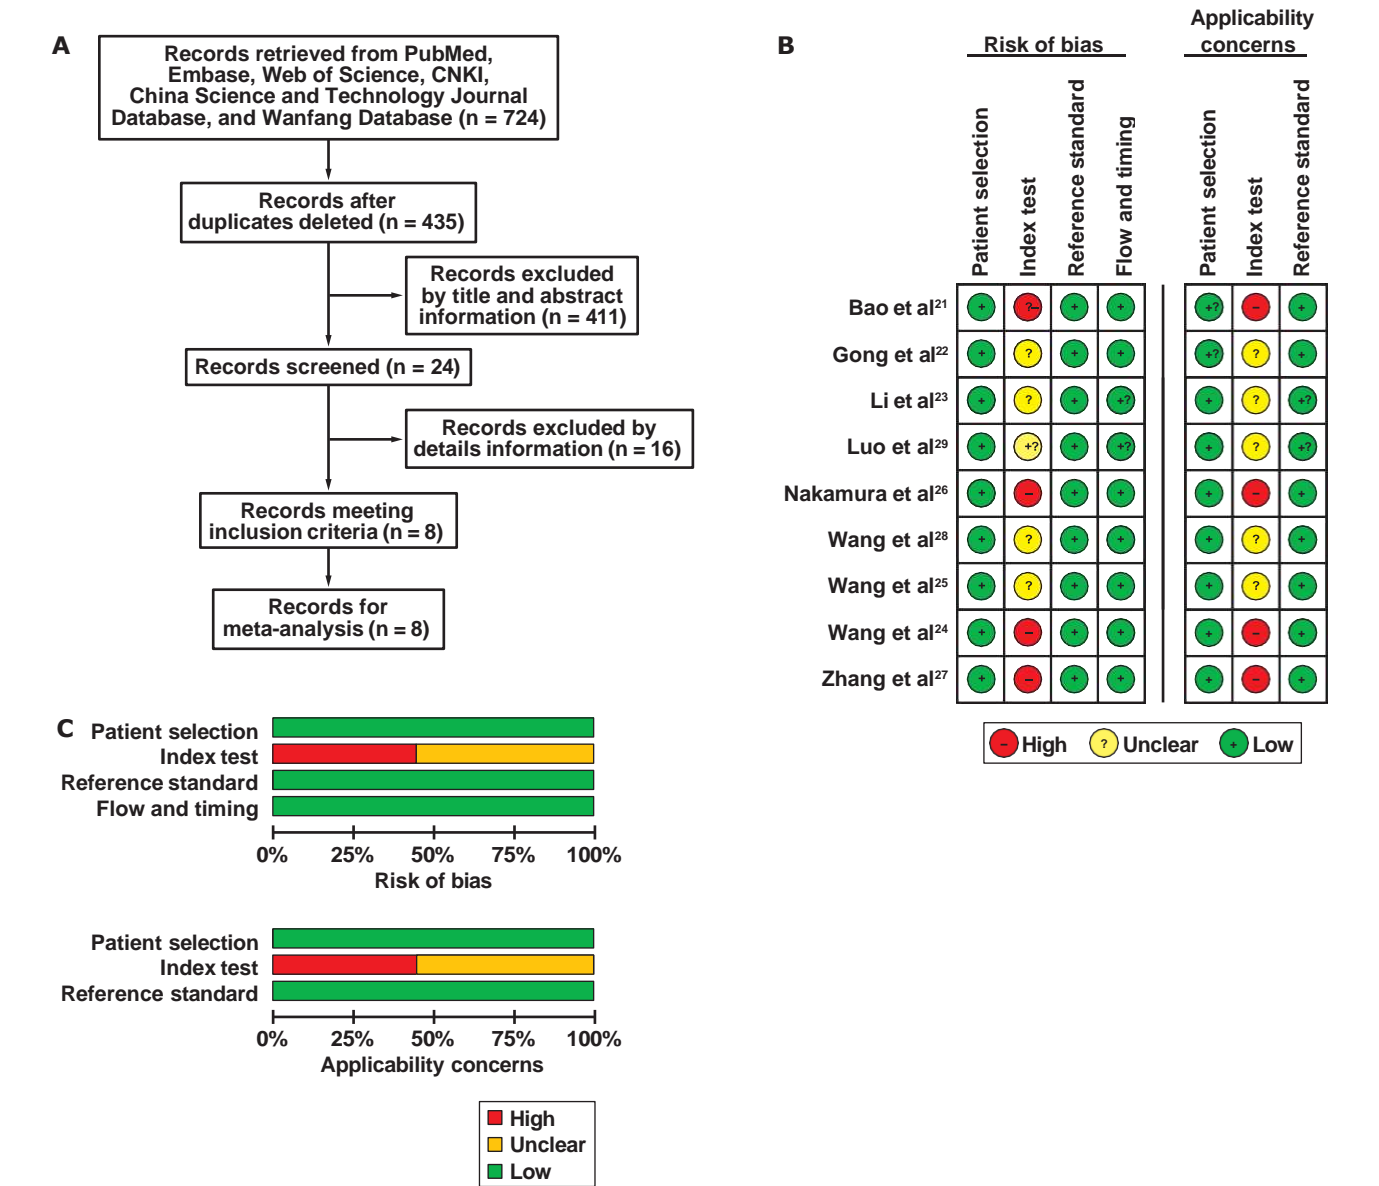 A
Records retrieved from PubMed,
Embase, Web of Science, CNKI,
China Science and Technology Journal
Database, and Wanfang Database (n = 724)
Records after
duplicates deleted (n = 435)
Records excluded
by title and abstract
information (n = 411)
Records screened (n = 24)
Records excluded by
details information (n = 16)
Records meeting
inclusion criteria (n = 8)
Records for
meta-analysis (n = 8)
B
Risk of bias
Applicability
concerns
Patient selection
Index test
Reference standard
Flow and timing
Patient selection
Index test
Reference standard
Bao et al21 + ?– + + +? – +
Gong et al22 + ? + + +? ? +
Li et al23 + ? + +? + ? +?
Luo et al29 + +? + +? + ? +?
Nakamura et al26 + – + + + – +
Wang et al28 + ? + + + ? +
Wang et al25 + ? + + + ? +
Wang et al24 + – + + + – +
Zhang et al27 + – + + + – +
– High ? Unclear + Low
C
Patient selection
Index test
Reference standard
Flow and timing
0% 25% 50% 75% 100%
Risk of bias
Patient selection
Index test
Reference standard
0% 25% 50% 75% 100%
Applicability concerns
High
Unclear
Low